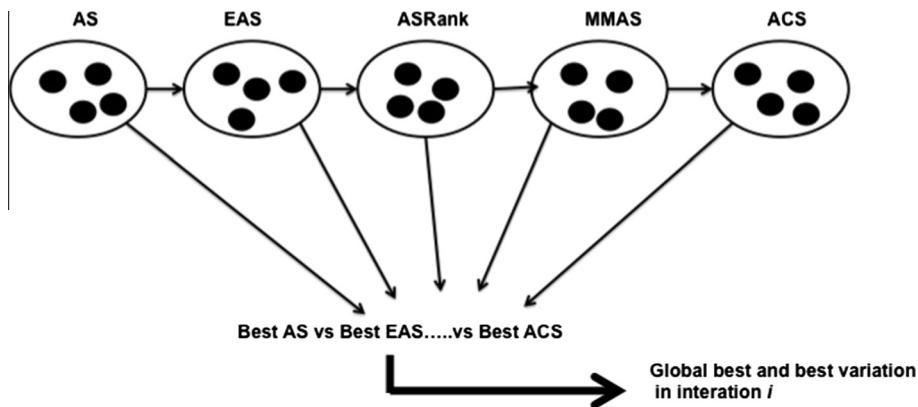 AS EAS ASRank MMAS ACS
Best AS vs Best EAS.....vs Best ACS
Global best and best variation
in interation i